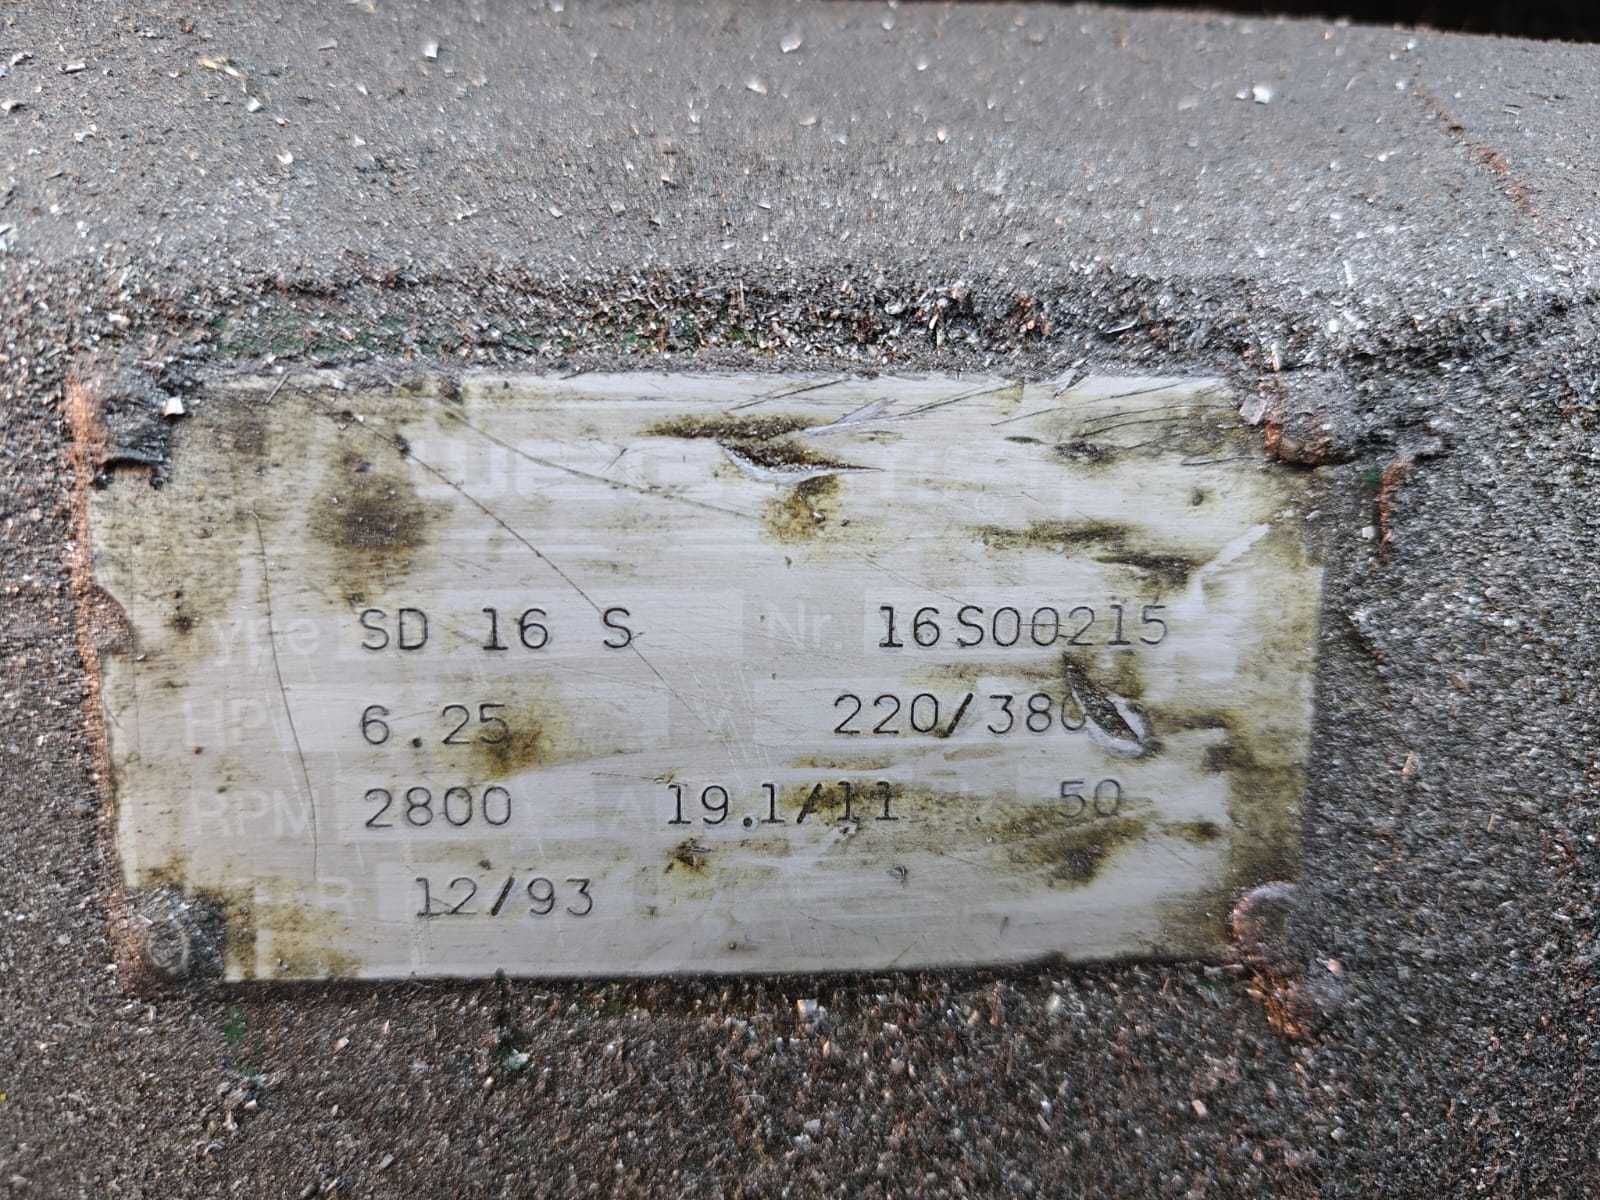 Type SD 16 S Nr. 16S00215
HP 6.25 V 220/380
RPM 2800 A 19.1/11 50
12/93